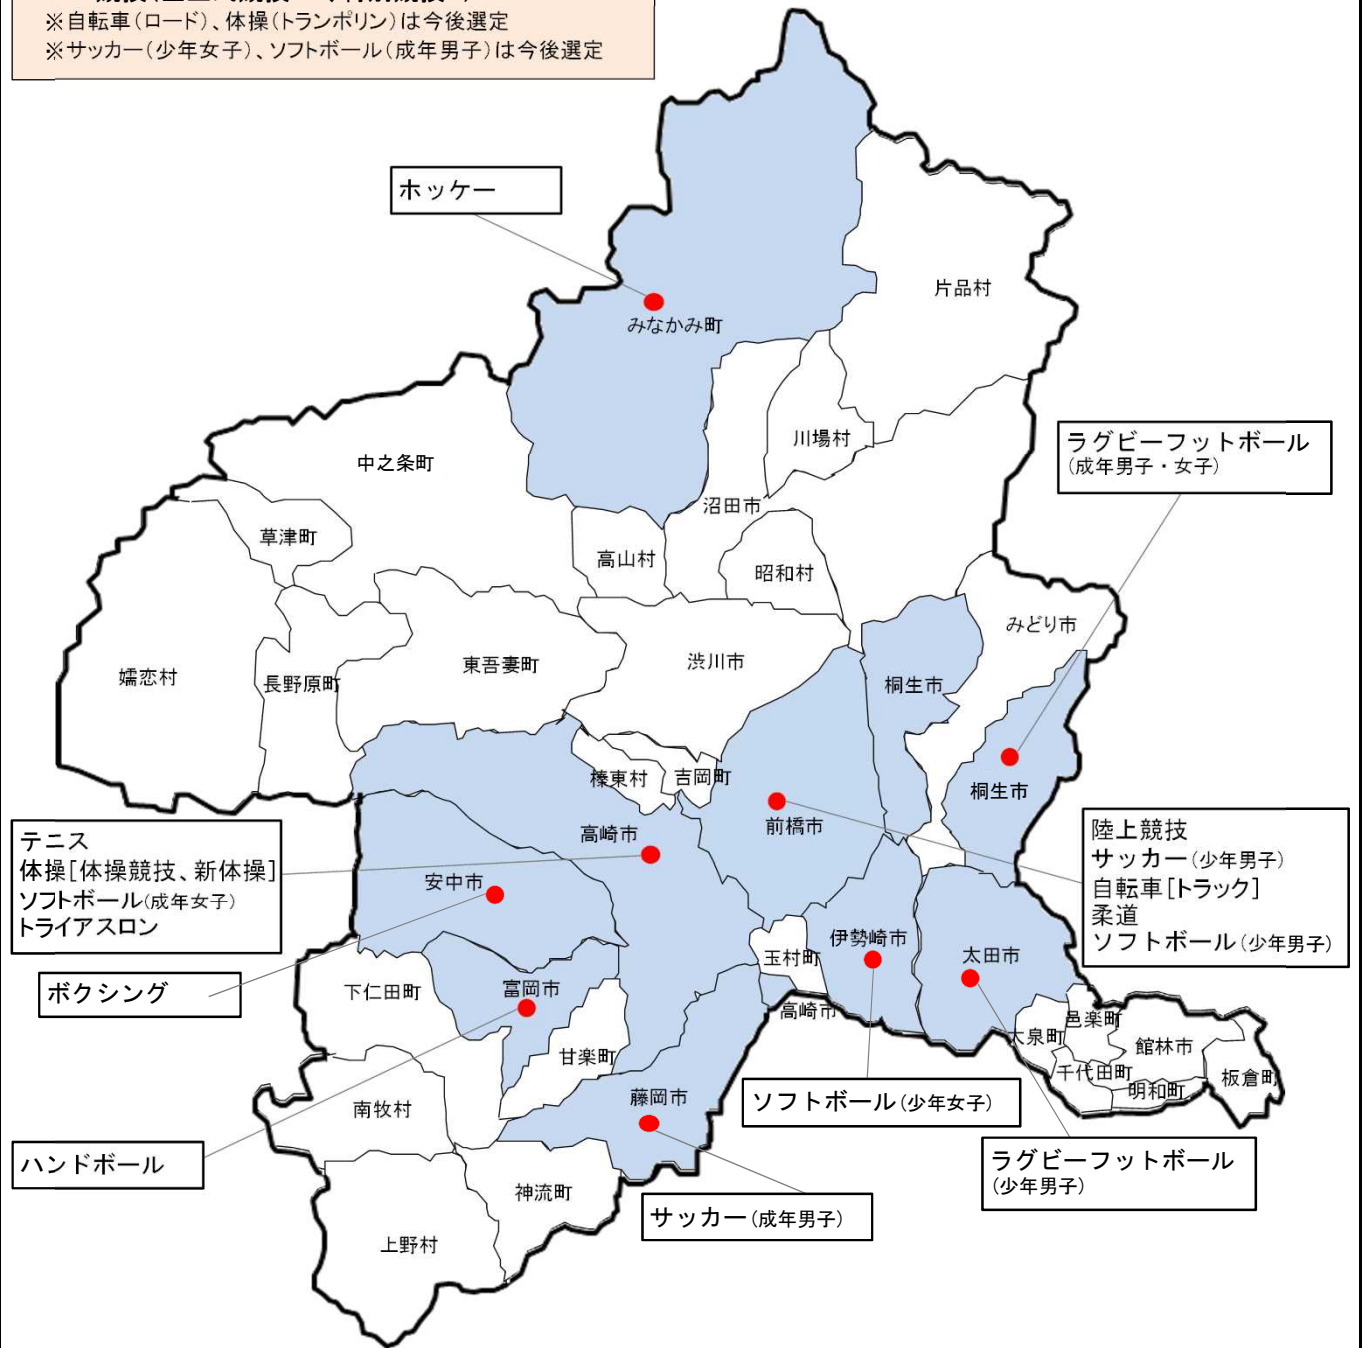 ※自転車（ロード）、体操（トランポリン）は今後選定
※サッカー（少年女子）、ソフトボール（成年男子）は今後選定
ホッケー
みなかみ町
片品村
ラグビーフットボール
（成年男子・女子）
川場村
中之条町
沼田市
草津町
高山村
昭和村
みどり市
嬬恋村
長野原町
東吾妻町
渋川市
桐生市
榛東村
吉岡町
桐生市
前橋市
高崎市
テニス
体操[体操競技、新体操]
ソフトボール（成年女子）
トライアスロン
陸上競技
サッカー（少年男子）
自転車[トラック]
柔道
ソフトボール（少年男子）
安中市
伊勢崎市
玉村町
太田市
ボクシング
下仁田町
富岡市
高崎市
大泉町
邑楽町
館林市
千代田町
明和町
板倉町
甘楽町
藤岡市
南牧村
ソフトボール（少年女子）
ハンドボール
ラグビーフットボール
（少年男子）
神流町
サッカー（成年男子）
上野村